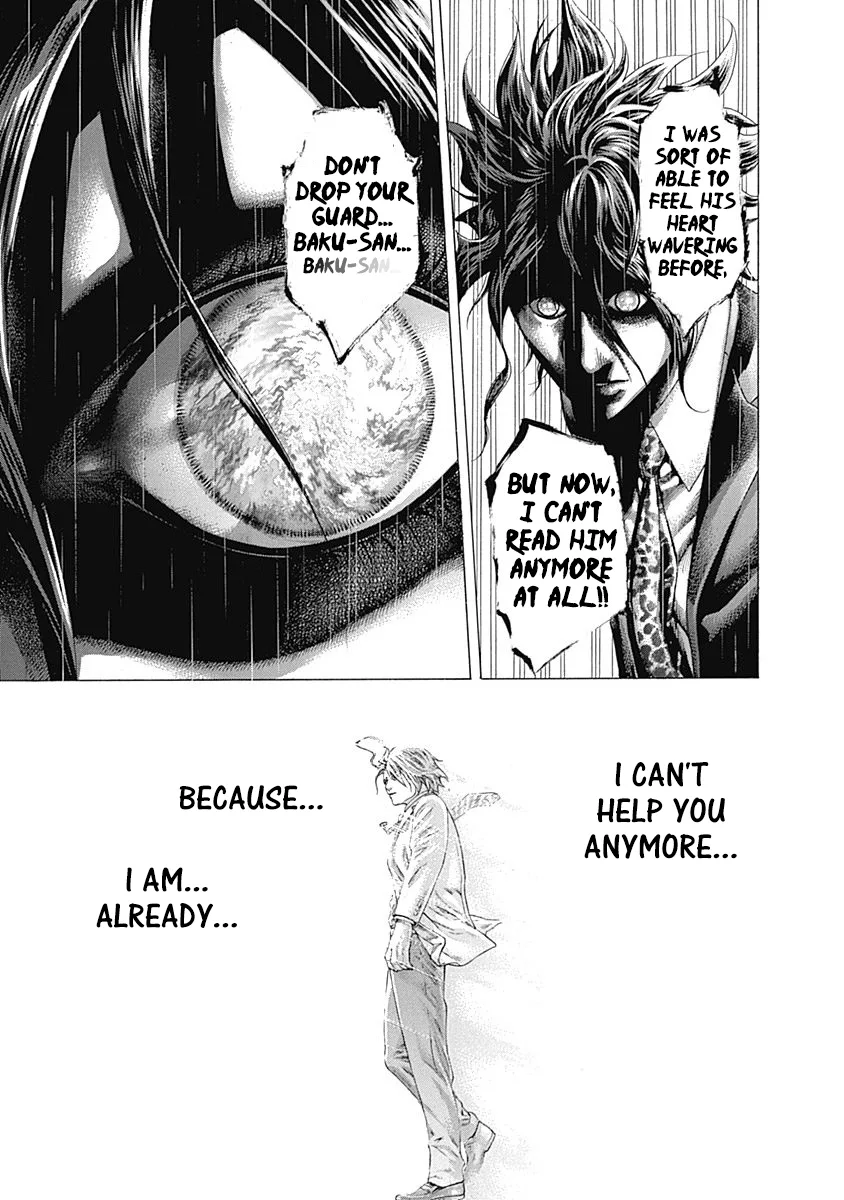 I WAS
SORT OF
ABLE TO
FEEL HIS
HEART
WAVERING
BEFORE,
BUT NOW,
I CAN'T
READ HIM
ANYMORE
AT ALL!!
DON'T
DROP YOUR
GUARD...
BAKU-SAN...
BAKU-SAN...
I CAN'T
HELP YOU
ANYMORE...
BECAUSE...
I AM...
ALREADY...